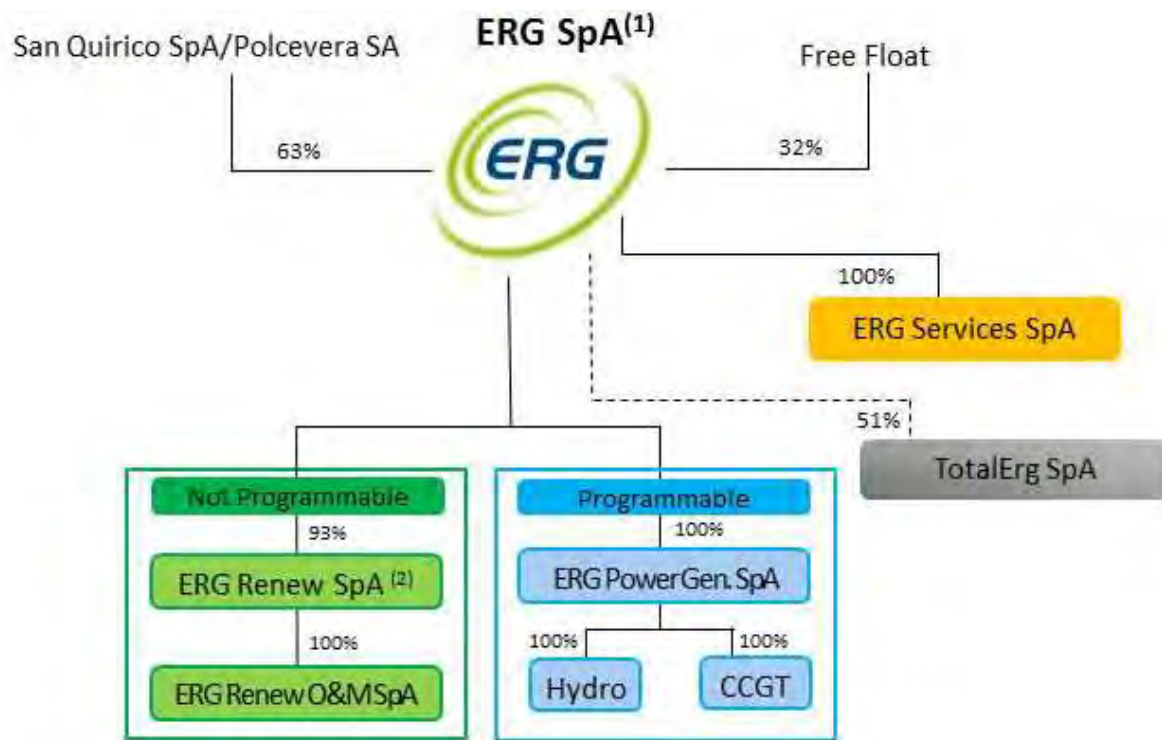 ERG SpA(1)
San Quirico SpA/Polcevera SA
Free Float
63%
ERG
32%
100%
ERG Services SpA
51%
TotalErg SpA
Not Programmable
Programmable
93%
100%
ERG Renew SpA (2)
ERG PowerGen. SpA
100%
100%
100%
ERG Renew O&M SpA
Hydro
CCGT